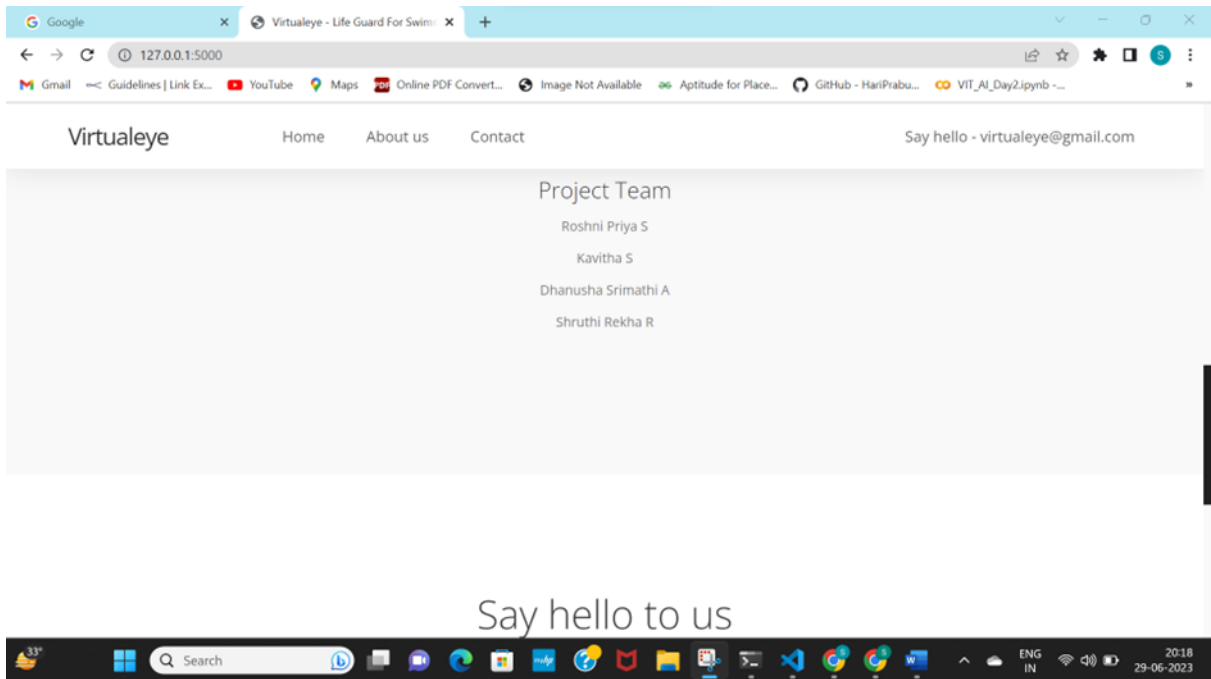 Google
Virtualeye - Life Guard For Swim
127.0.0.1:5000
Gmail Guidelines | Link Ex... YouTube Maps Online PDF Convert... Image Not Available Aptitude for Place... GitHub - HariPrabu... VIT_AI_Day2.ipynb -...
Virtualeye Home About us Contact Say hello - virtualeye@gmail.com
Project Team
Roshni Priya S
Kavitha S
Dhanusha Srimathi A
Shruthi Rekha R
Say hello to us
33°
Search
ENG
IN
20:18
29-06-2023